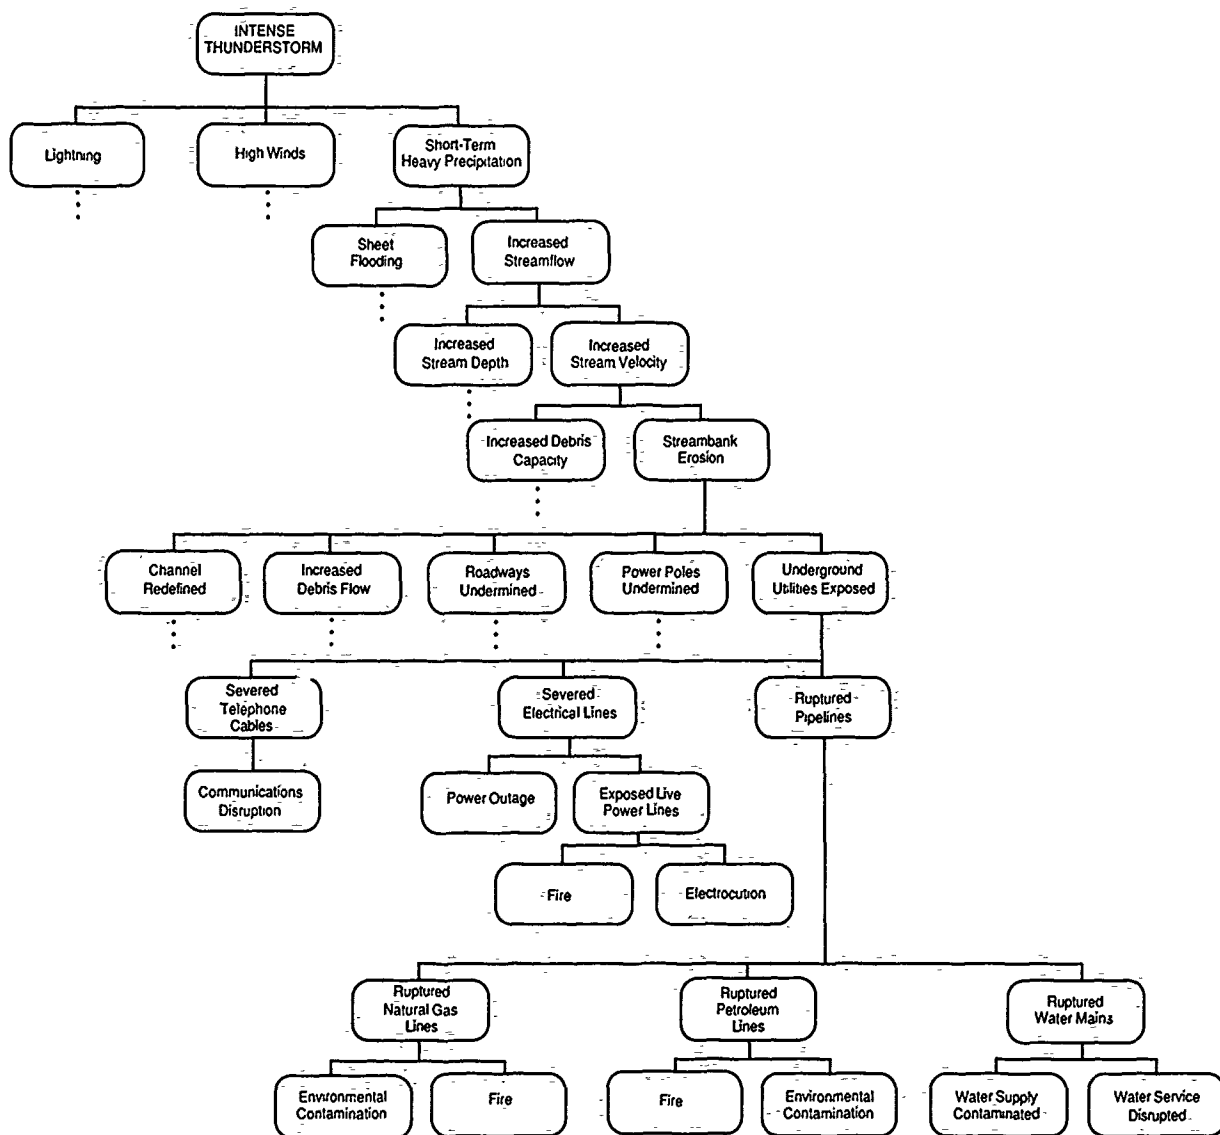 INTENSE
THUNDERSTORM
Lightning
High Winds
Short-Term
Heavy Precipitation
Sheet
Flooding
Increased
Streamflow
Increased
Stream Depth
Increased
Stream Velocity
Increased Debris
Capacity
Streambank
Erosion
Channel
Redefined
Increased
Debris Flow
Roadways
Undermined
Power Poles
Undermined
Underground
Utilities Exposed
Severed
Telephone
Cables
Severed
Electrical Lines
Ruptured
Pipelines
Communications
Disruption
Power Outage
Exposed Live
Power Lines
Fire
Electrocution
Ruptured
Natural Gas
Lines
Ruptured
Petroleum
Lines
Ruptured
Water Mains
Environmental
Contamination
Fire
Fire
Environmental
Contamination
Water Supply
Contaminated
Water Service
Disrupted